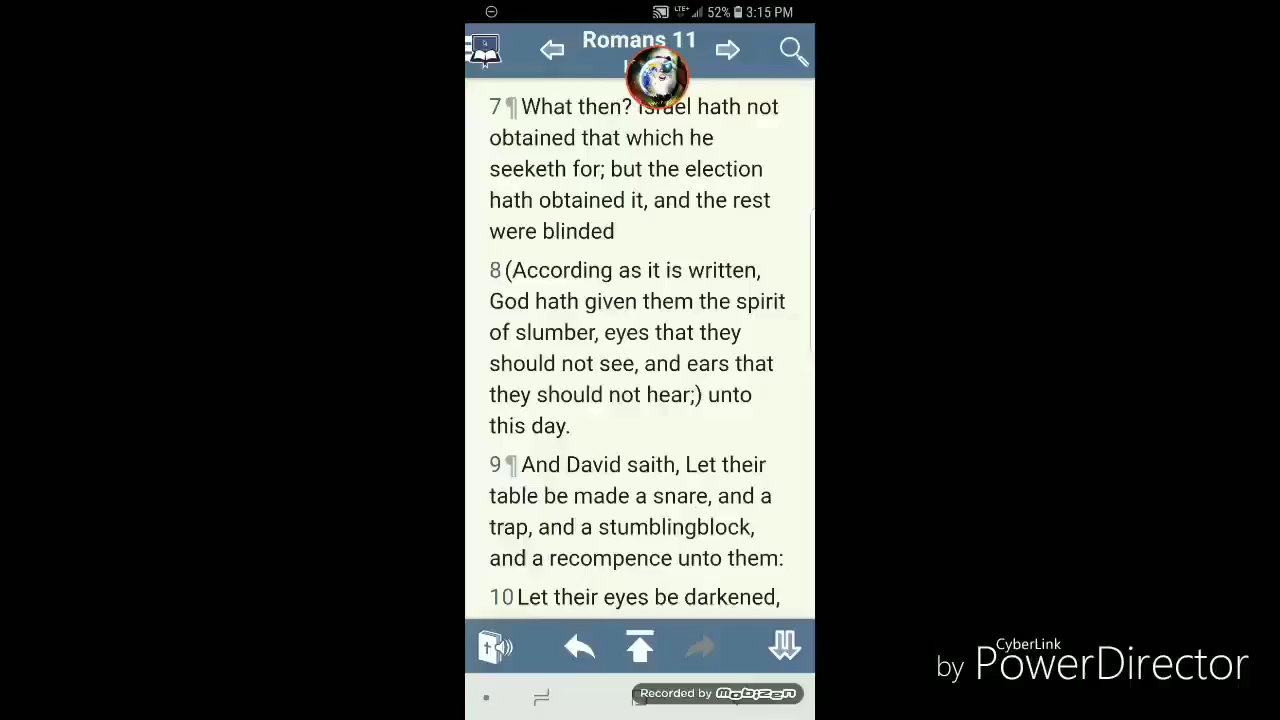 LTE+ 52% 3:15 PM
Romans 11
7 ¶ What then? Israel hath not
obtained that which he
seeketh for; but the election
hath obtained it, and the rest
were blinded
8 (According as it is written,
God hath given them the spirit
of slumber, eyes that they
should not see, and ears that
they should not hear;) unto
this day.
9 ¶ And David saith, Let their
table be made a snare, and a
trap, and a stumblingblock,
and a recompence unto them:
10 Let their eyes be darkened,
Recorded by Mobizen
CyberLink
by PowerDirector